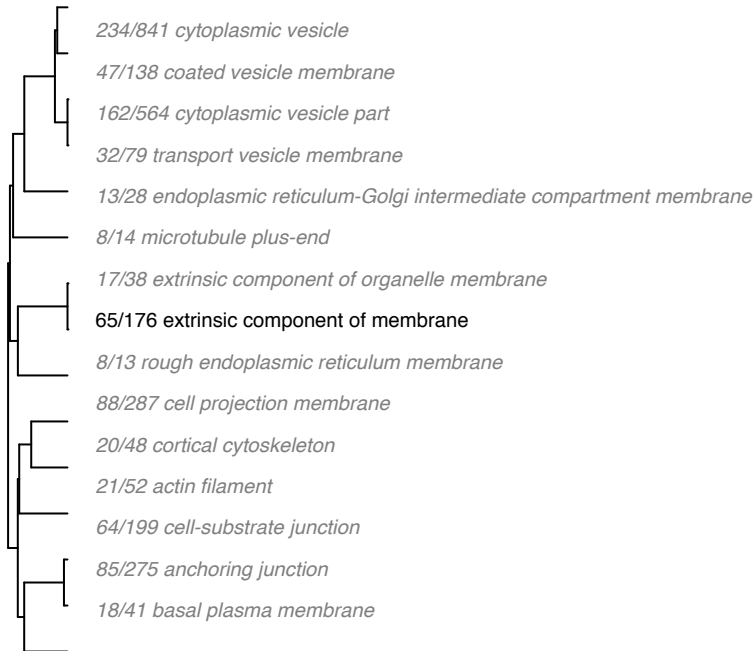 234/841 cytoplasmic vesicle
47/138 coated vesicle membrane
162/564 cytoplasmic vesicle part
32/79 transport vesicle membrane
13/28 endoplasmic reticulum-Golgi intermediate compartment membrane
8/14 microtubule plus-end
17/38 extrinsic component of organelle membrane
65/176 extrinsic component of membrane
8/13 rough endoplasmic reticulum membrane
88/287 cell projection membrane
20/48 cortical cytoskeleton
21/52 actin filament
64/199 cell-substrate junction
85/275 anchoring junction
18/41 basal plasma membrane